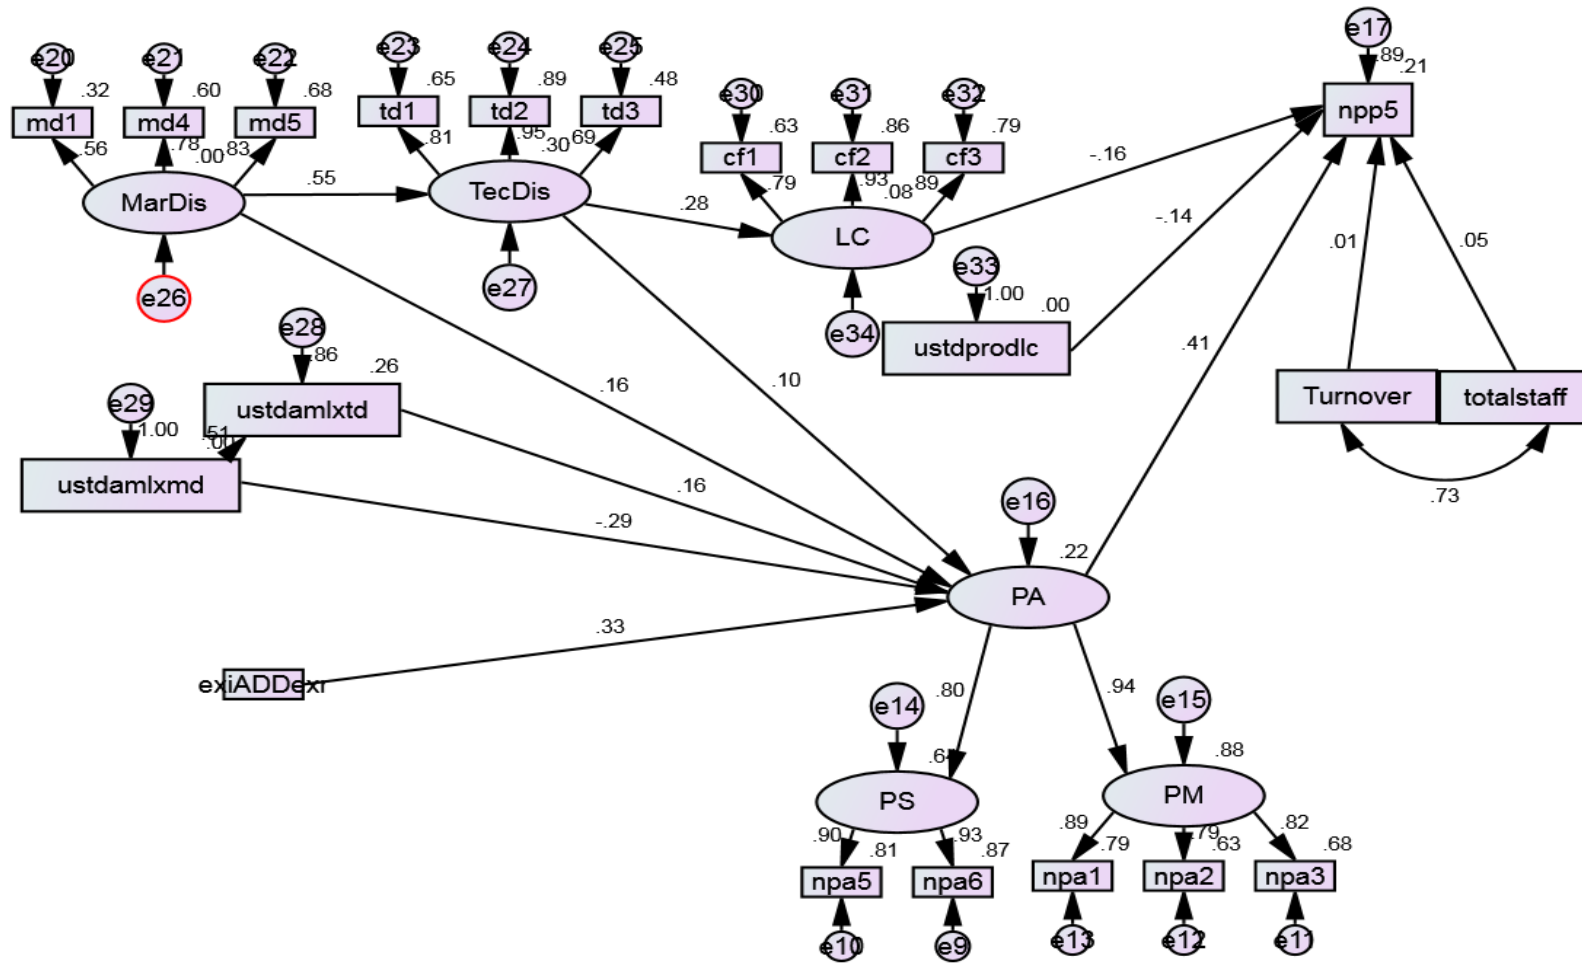 e20 e21 e22 e23 e24 e25 e17
.32 .60 .68 .65 .89 .48 .89 .21
md1 md4 md5 td1 td2 td3 npp5
e30 e31 e32
.63 .86 .79
cf1 cf2 cf3
.56 .78 .00 .83 .81 .95 .30 .69
.79 .93 .08 .89
MarDis .55 TecDis .28 LC -.16
-.14
e26 e27 e34 e33
1.00 .00
ustdprodlc
.01 .05
e28
.86 .26
ustdamlxtd
.16 .10 .41
Turnover totalstaff
.73
e29
1.00 .51 .00
ustdamlxmd
.16
-.29
e16
.22
PA
.33
exiADDexr
.80 .94
e14 e15
.64 .88
PS PM
.90 .81 .93 .87 .89 .79 .79 .63 .82 .68
npa5 npa6 npa1 npa2 npa3
e10 e9 e13 e12 e11